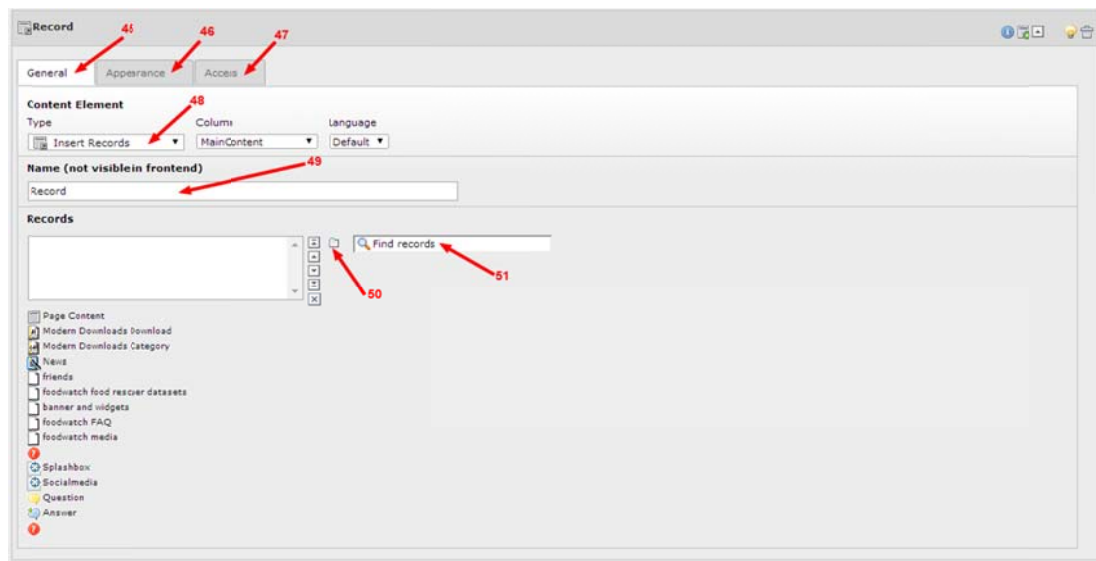 Record
45
46
47
General
Appearance
Access
Content Element
48
Type
Column
Language
Insert Records
MainContent
Default
Name (not visiblein frontend)
49
Record
Records
Find records
50
51
Page Content
Modern Downloads Download
Modern Downloads Category
News
friends
foodwatch food rescuer datasets
banner and widgets
foodwatch FAQ
foodwatch media
Splashbox
Socialmedia
Question
Answer